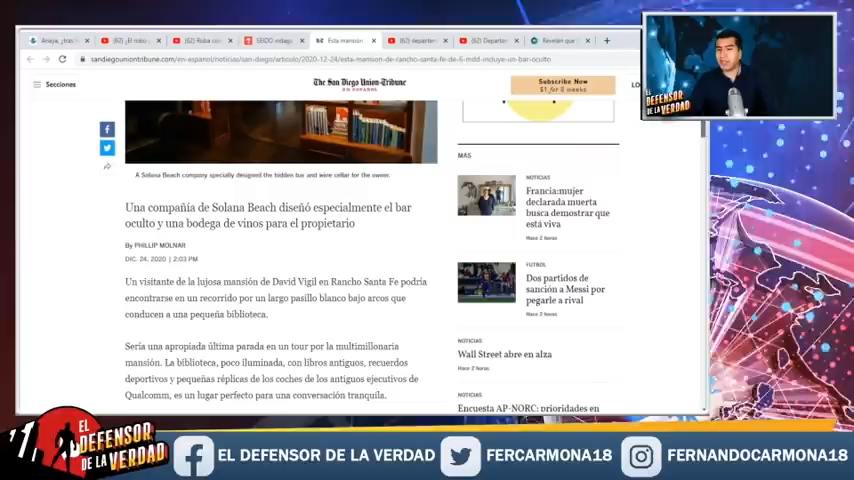 Anaya, ¿tras l
(62) ¿El robo y
(62) Roba con
SEIDO indaga
Esta mansión
(62) departam
(62) Departam
Revelan que l
sandiegouniontribune.com/en-espanol/noticias/san-diego/articulo/2020-12-24/esta-mansion-de-rancho-santa-fe-de-6-mdd-incluye-un-bar-oculto
Secciones
The San Diego Union-Tribune
EN ESPAÑOL
Subscribe Now
$1 for 8 weeks
LO
EL DEFENSOR
DE LA VERDAD
A Solana Beach company specially designed the hidden bar and wine cellar for the owner.
Una compañía de Solana Beach diseñó especialmente el bar
oculto y una bodega de vinos para el propietario
By PHILLIP MOLNAR
DIC. 24, 2020 | 2:03 PM
Un visitante de la lujosa mansión de David Vigil en Rancho Santa Fe podría
encontrarse en un recorrido por un largo pasillo blanco bajo arcos que
conducen a una pequeña biblioteca.
Sería una apropiada última parada en un tour por la multimillonaria
mansión. La biblioteca, poco iluminada, con libros antiguos, recuerdos
deportivos y pequeñas réplicas de los coches de los antiguos ejecutivos de
Qualcomm, es un lugar perfecto para una conversación tranquila.
MÁS
NOTICIAS
Francia:mujer
declarada muerta
busca demostrar que
está viva
Hace 2 horas
FUTBOL
Dos partidos de
sanción a Messi por
pegarle a rival
Hace 2 horas
NOTICIAS
Wall Street abre en alza
Hace 2 horas
NOTICIAS
Encuesta AP-NORC: prioridades en
#1
EL
DEFENSOR
DE LA VERDAD
EL DEFENSOR DE LA VERDAD
FERCARMONA18
FERNANDOCARMONA18